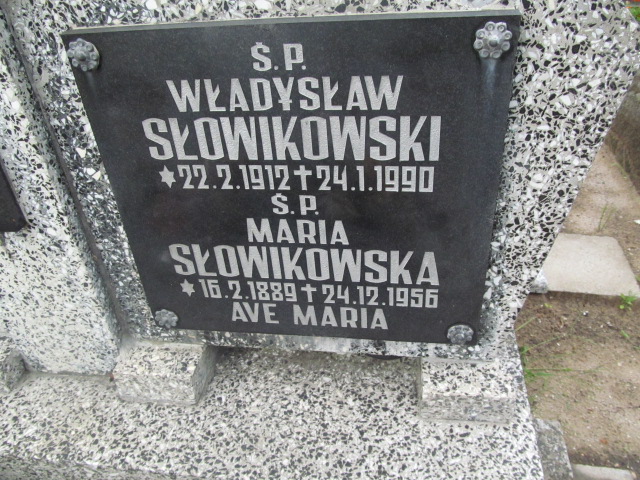 Ś.P.
WŁADYSŁAW
SŁOWIKOWSKI
* 22.2.1912 † 24.1.1990
Ś.P.
MARIA
SŁOWIKOWSKA
* 16.2.1889 † 24.12.1956
AVE MARIA